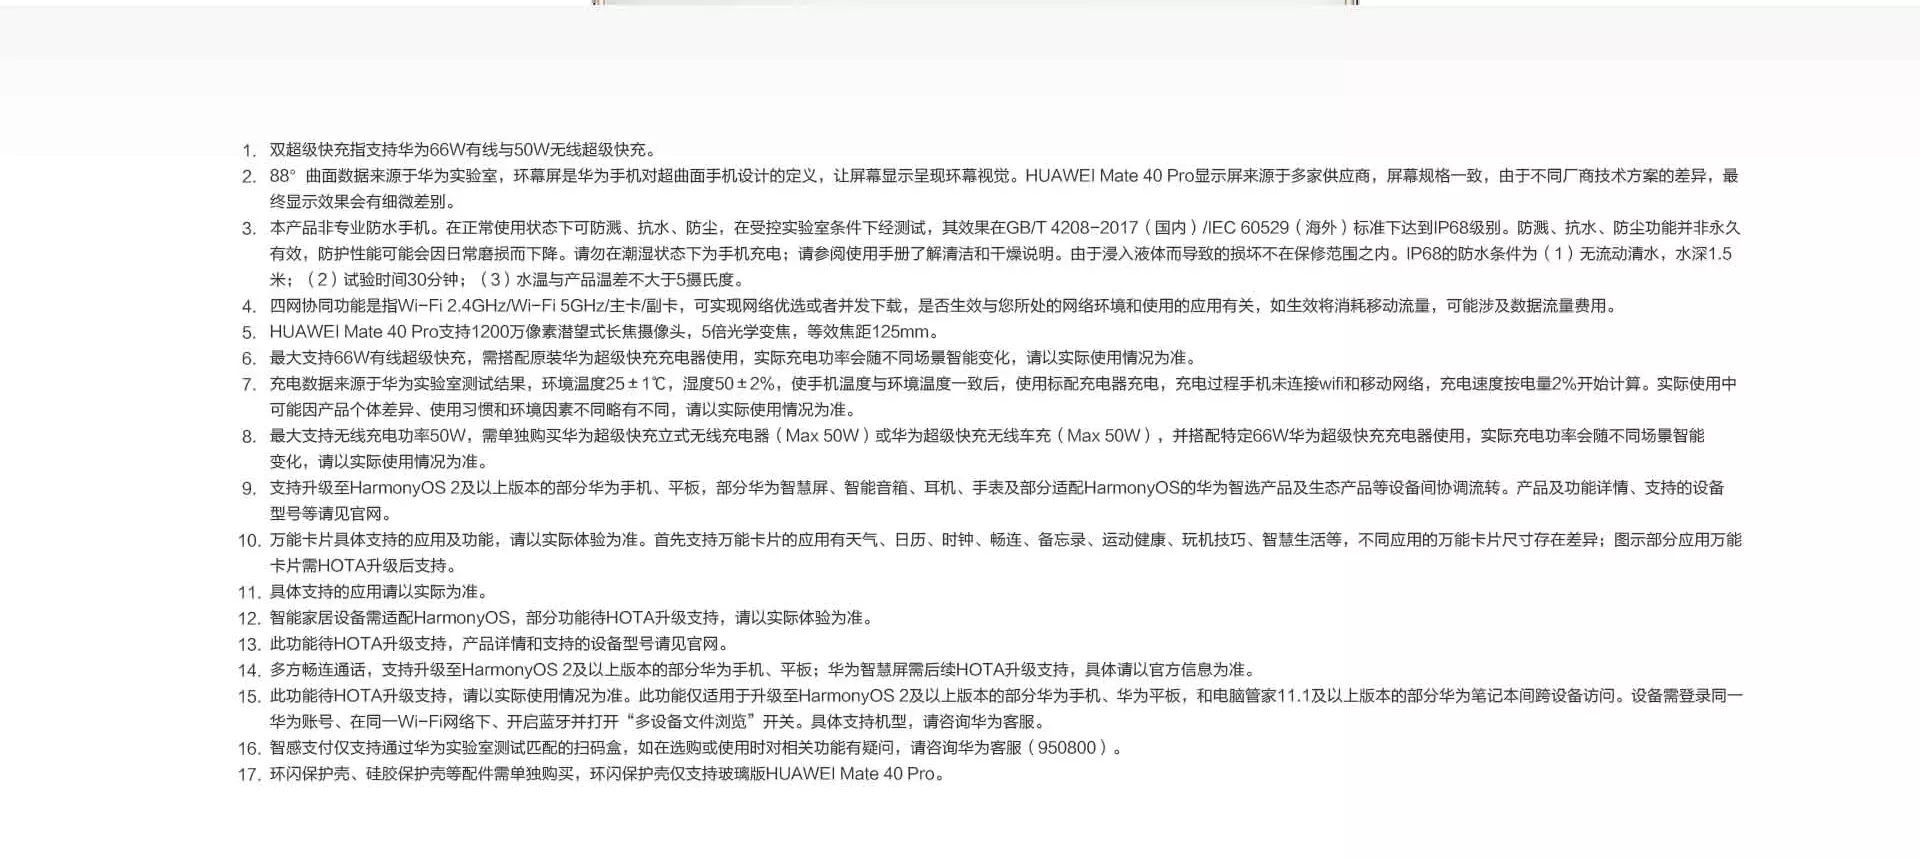 1. 双超级快充指支持华为66W有线与50W无线超级快充。
2. 88°曲面数据来源于华为实验室，环幕屏是华为手机对超曲面手机设计的定义，让屏幕显示呈现环幕视觉。HUAWEI Mate 40 Pro显示屏来源于多家供应商，屏幕规格一致，由于不同厂商技术方案的差异，最
终显示效果会有细微差别。
3. 本产品非专业防水手机。在正常使用状态下可防溅、抗水、防尘，在受控实验室条件下经测试，其效果在GB/T 4208-2017（国内）/IEC 60529（海外）标准下达到IP68级别。防溅、抗水、防尘功能并非永久
有效，防护性能可能会因日常磨损而下降。请勿在潮湿状态下为手机充电；请参阅使用手册了解清洁和干燥说明。由于浸入液体而导致的损坏不在保修范围之内。IP68的防水条件为（1）无流动清水，水深1.5
米；（2）试验时间30分钟；（3）水温与产品温差不大于5摄氏度。
4. 四网协同功能是指Wi-Fi 2.4GHz/Wi-Fi 5GHz/主卡/副卡，可实现网络优选或者并发下载，是否生效与您所处的网络环境和使用的应用有关，如生效将消耗移动流量，可能涉及数据流量费用。
5. HUAWEI Mate 40 Pro支持1200万像素潜望式长焦摄像头，5倍光学变焦，等效焦距125mm。
6. 最大支持66W有线超级快充，需搭配原装华为超级快充充电器使用，实际充电功率会随不同场景智能变化，请以实际使用情况为准。
7. 充电数据来源于华为实验室测试结果，环境温度25±1℃，湿度50±2%，使手机温度与环境温度一致后，使用标配充电器充电，充电过程手机未连接wifi和移动网络，充电速度按电量2%开始计算。实际使用中
可能因产品个体差异、使用习惯和环境因素不同略有不同，请以实际使用情况为准。
8. 最大支持无线充电功率50W，需单独购买华为超级快充立式无线充电器（Max 50W）或华为超级快充无线车充（Max 50W），并搭配特定66W华为超级快充充电器使用，实际充电功率会随不同场景智能
变化，请以实际使用情况为准。
9. 支持升级至HarmonyOS 2及以上版本的部分华为手机、平板，部分华为智慧屏、智能音箱、耳机、手表及部分适配HarmonyOS的华为智选产品及生态产品等设备间协调流转。产品及功能详情、支持的设备
型号等请见官网。
10. 万能卡片具体支持的应用及功能，请以实际体验为准。首先支持万能卡片的应用有天气、日历、时钟、畅连、备忘录、运动健康、玩机技巧、智慧生活等，不同应用的万能卡片尺寸存在差异；图示部分应用万能
卡片需HOTA升级后支持。
11. 具体支持的应用请以实际为准。
12. 智能家居设备需适配HarmonyOS，部分功能待HOTA升级支持，请以实际体验为准。
13. 此功能待HOTA升级支持，产品详情和支持的设备型号请见官网。
14. 多方畅连通话，支持升级至HarmonyOS 2及以上版本的部分华为手机、平板；华为智慧屏需后续HOTA升级支持，具体请以官方信息为准。
15. 此功能待HOTA升级支持，请以实际使用情况为准。此功能仅适用于升级至HarmonyOS 2及以上版本的部分华为手机、华为平板，和电脑管家11.1及以上版本的部分华为笔记本间跨设备访问。设备需登录同一
华为账号、在同一Wi-Fi网络下、开启蓝牙并打开“多设备文件浏览”开关。具体支持机型，请咨询华为客服。
16. 智感支付仅支持通过华为实验室测试匹配的扫码盒，如在选购或使用时对相关功能有疑问，请咨询华为客服（950800）。
17. 环闪保护壳、硅胶保护壳等配件需单独购买，环闪保护壳仅支持玻璃版HUAWEI Mate 40 Pro。